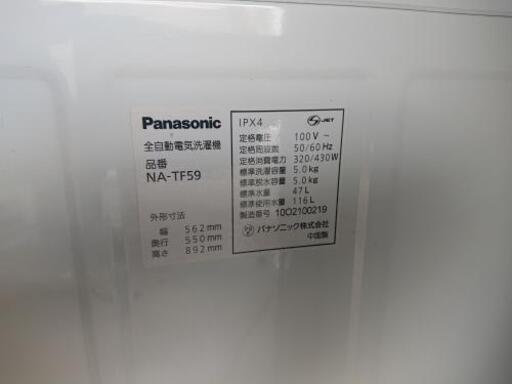 Panasonic
全自動電気洗濯機
品番
NA-TF59
外形寸法
幅 562mm
奥行 550mm
高さ 892mm
IPX4 JET
定格電圧 100V ～
定格周波数 50/60 Hz
定格消費電力 320/430W
標準洗濯容量 5.0kg
標準脱水容量 5.0kg
標準水量 47L
標準使用水量 116L
製造番号 1002100219
パナソニック株式会社
中国製